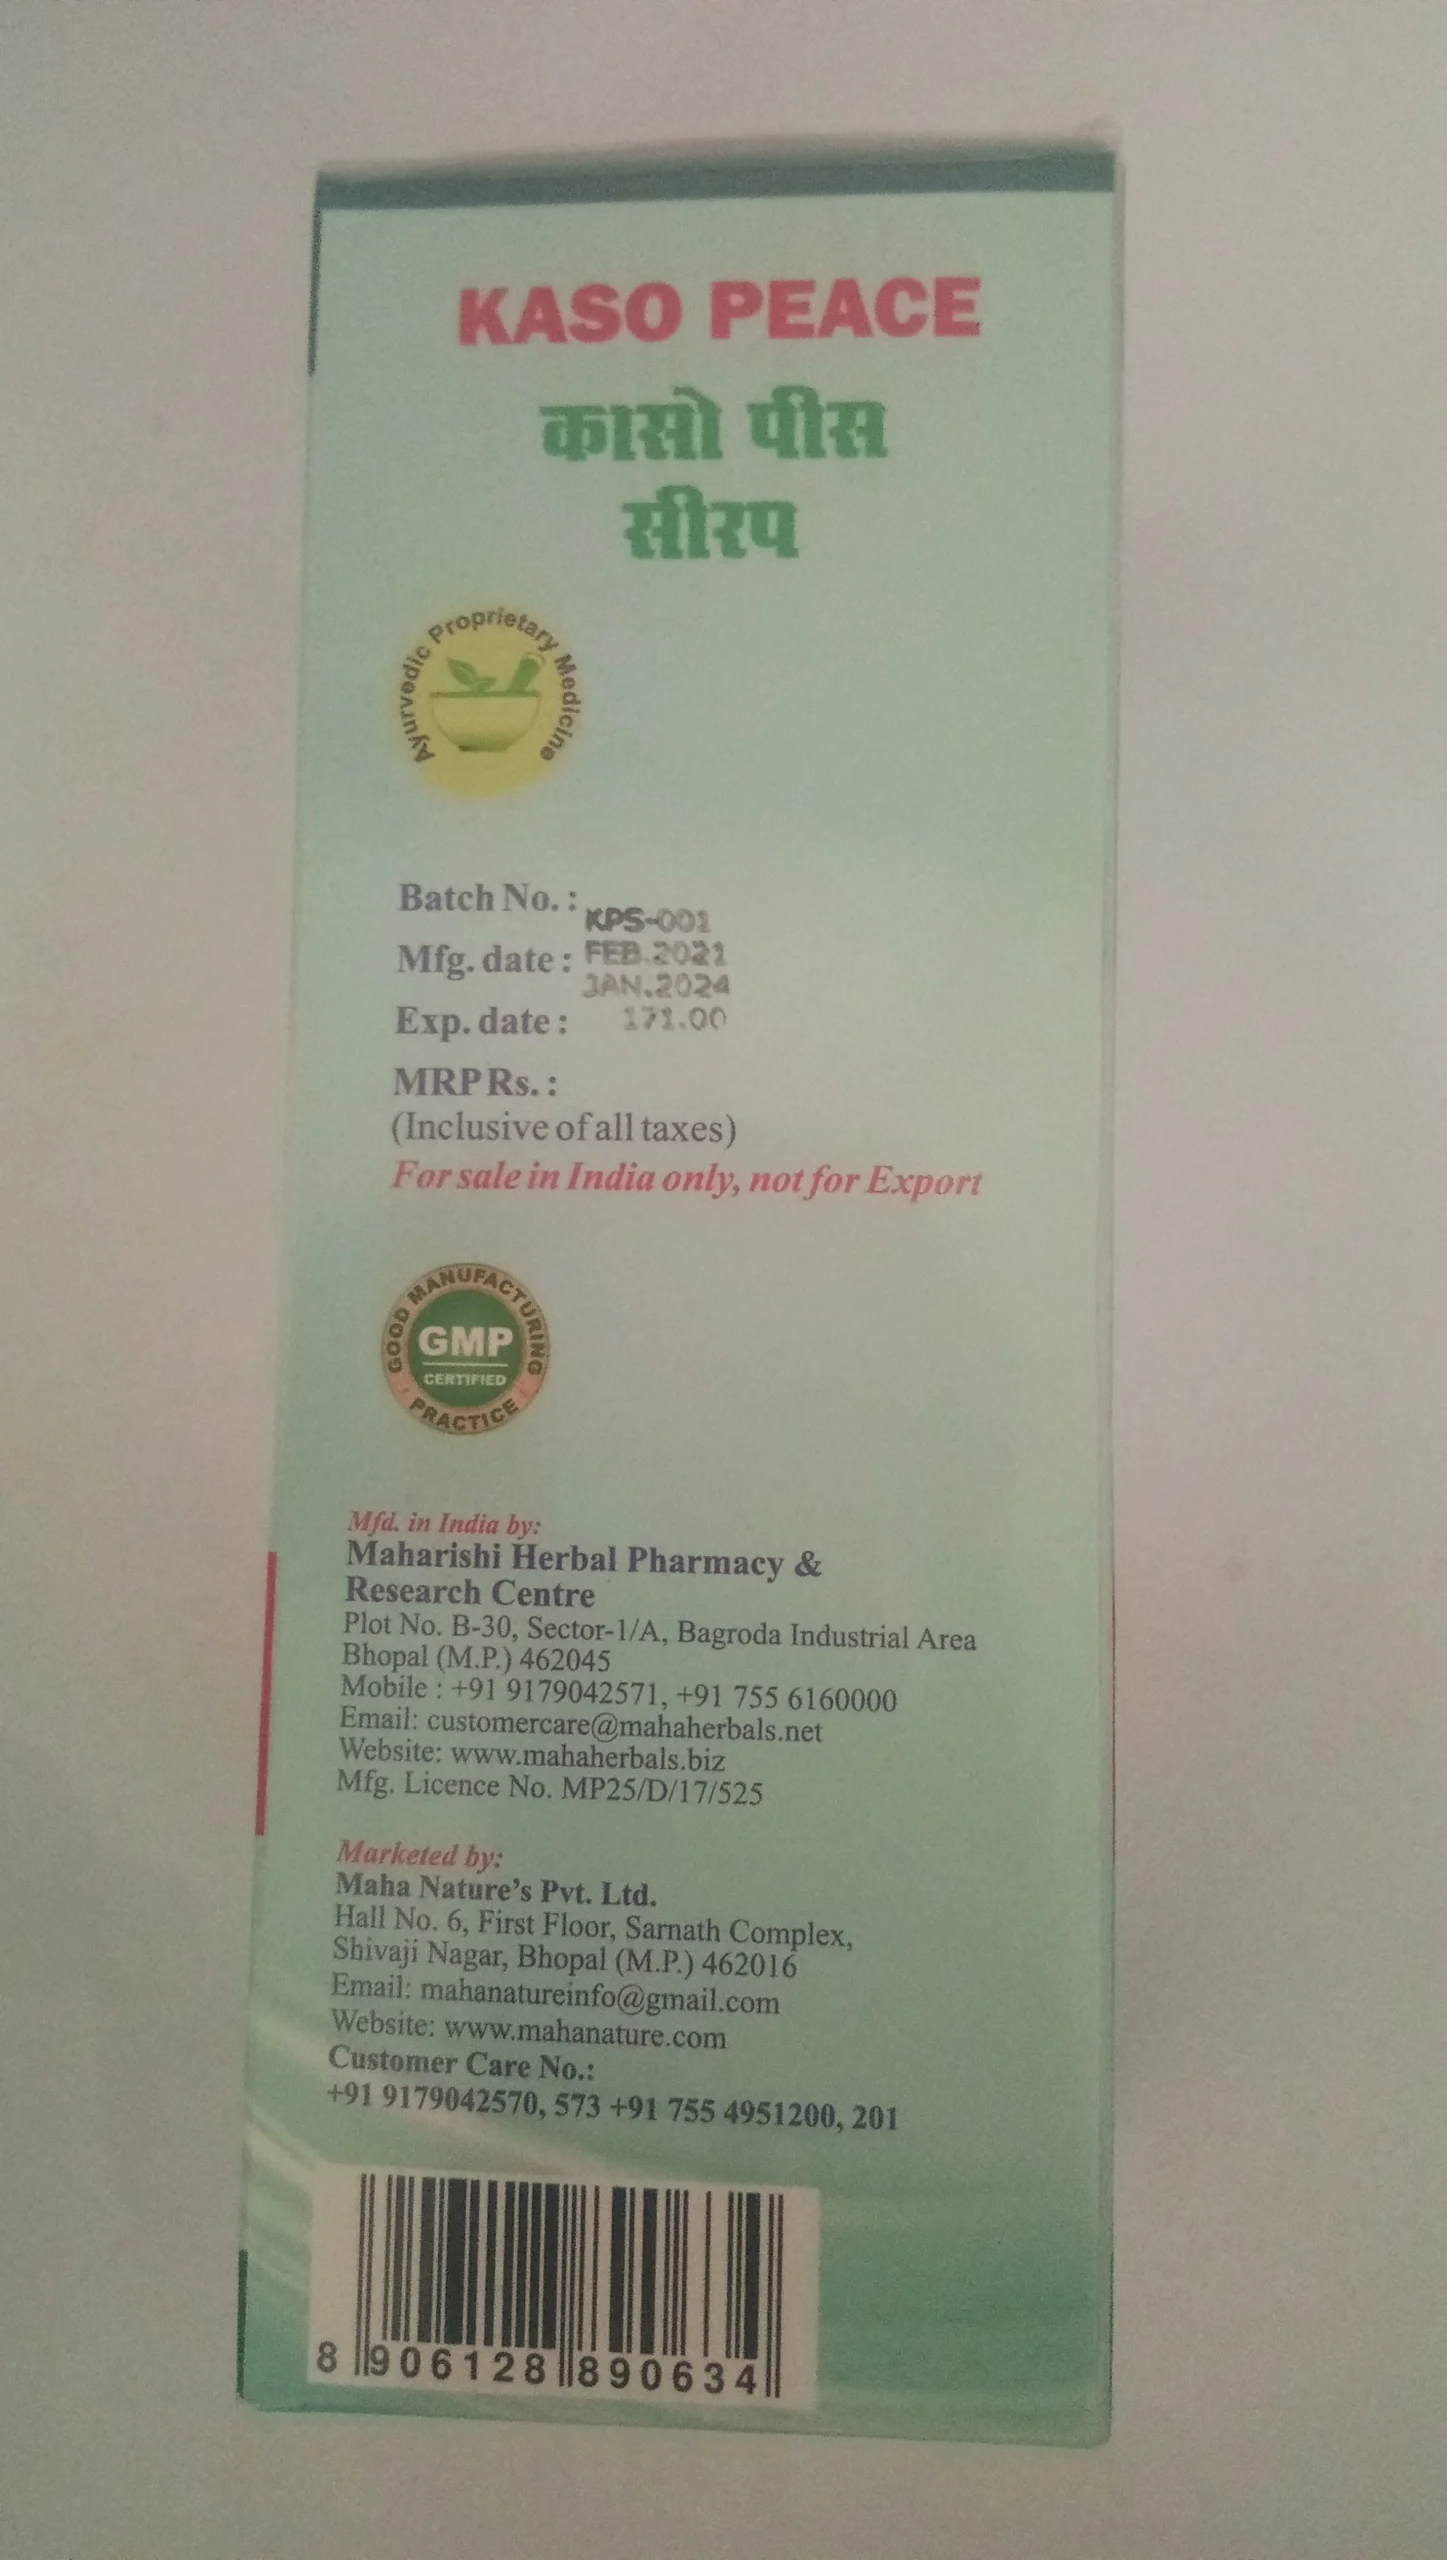 KASO PEACE
कासो पीस
सीरप
Ayurvedic Proprietary Medicine
Batch No. : KPS-001
Mfg. date : FEB.2021
JAN.2024
Exp. date : 171.00
MRP Rs. :
(Inclusive of all taxes)
For sale in India only, not for Export
GOOD MANUFACTURING
GMP
CERTIFIED
PRACTICE
Mfd. in India by:
Maharishi Herbal Pharmacy &
Research Centre
Plot No. B-30, Sector-1/A, Bagroda Industrial Area
Bhopal (M.P.) 462045
Mobile : +91 9179042571, +91 755 6160000
Email: customercare@mahaherbals.net
Website: www.mahaherbals.biz
Mfg. Licence No. MP25/D/17/525
Marketed by:
Maha Nature's Pvt. Ltd.
Hall No. 6, First Floor, Sarnath Complex,
Shivaji Nagar, Bhopal (M.P.) 462016
Email: mahanatureinfo@gmail.com
Website: www.mahanature.com
Customer Care No.:
+91 9179042570, 573 +91 755 4951200, 201
8 906128 890634